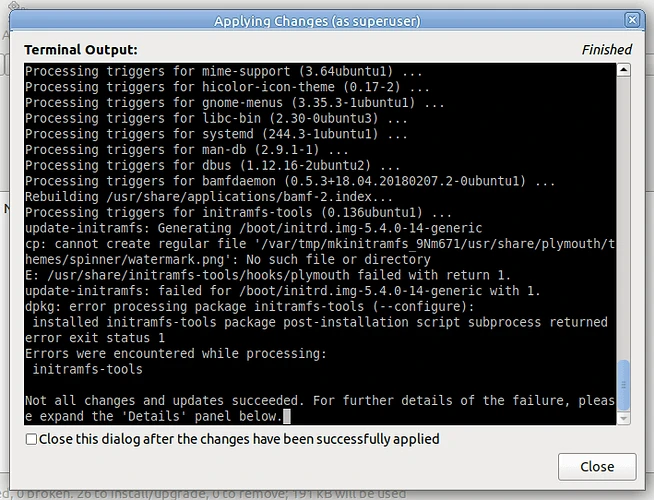 Applying Changes (as superuser)
Terminal Output:
Finished
Processing triggers for mime-support (3.64ubuntu1) ...
Processing triggers for hicolor-icon-theme (0.17-2) ...
Processing triggers for gnome-menus (3.35.3-1ubuntu1) ...
Processing triggers for libc-bin (2.30-0ubuntu3) ...
Processing triggers for systemd (244.3-1ubuntu1) ...
Processing triggers for man-db (2.9.1-1) ...
Processing triggers for dbus (1.12.16-2ubuntu2) ...
Processing triggers for bamfdaemon (0.5.3+18.04.20180207.2-0ubuntu1) ...
Rebuilding /usr/share/applications/bamf-2.index...
Processing triggers for initramfs-tools (0.136ubuntu1) ...
update-initramfs: Generating /boot/initrd.img-5.4.0-14-generic
cp: cannot create regular file '/var/tmp/mkinitramfs_9Nm671/usr/share/plymouth/t
hemes/spinner/watermark.png': No such file or directory
E: /usr/share/initramfs-tools/hooks/plymouth failed with return 1.
update-initramfs: failed for /boot/initrd.img-5.4.0-14-generic with 1.
dpkg: error processing package initramfs-tools (--configure):
 installed initramfs-tools package post-installation script subprocess returned
error exit status 1
Errors were encountered while processing:
 initramfs-tools

Not all changes and updates succeeded. For further details of the failure, pleas
e expand the 'Details' panel below.
Close this dialog after the changes have been successfully applied
Close
0 broken. 26 to install/upgrade, 0 to remove; 191 kB will be used